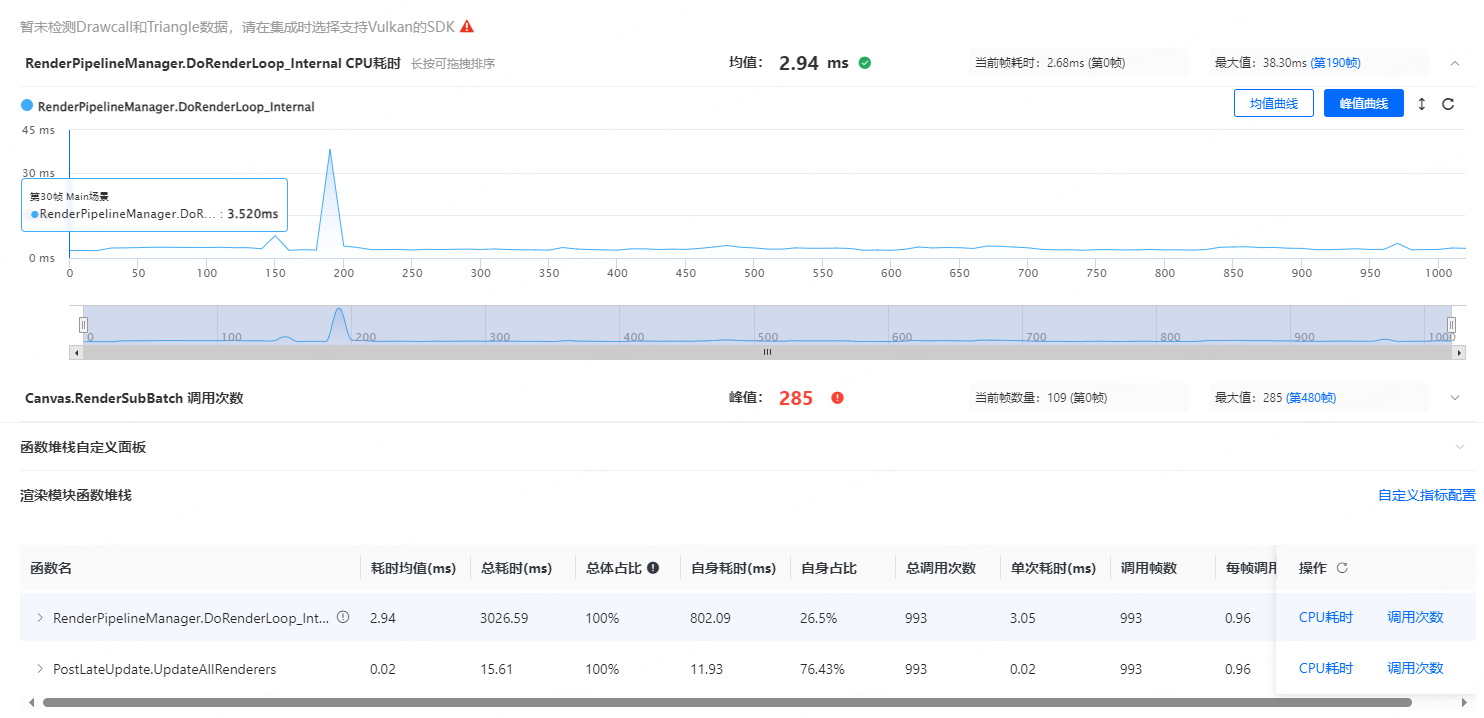 暂未检测Drawcall和Triangle数据，请在集成时选择支持Vulkan的SDK
RenderPipelineManager.DoRenderLoop_Internal CPU耗时 长按可拖拽排序 均值： 2.94 ms 当前帧耗时：2.68ms (第0帧) 最大值：38.30ms (第190帧)
RenderPipelineManager.DoRenderLoop_Internal 均值曲线 峰值曲线
45 ms
30 ms
第30帧 Main场景
RenderPipelineManager.DoR... : 3.520ms
0 ms
0 50 100 150 200 250 300 350 400 450 500 550 600 650 700 750 800 850 900 950 1000
0 100 200 300 400 500 600 700 800 900 1000
Canvas.RenderSubBatch 调用次数 峰值： 285 当前帧数量：109 (第0帧) 最大值：285 (第480帧)
函数堆栈自定义面板
渲染模块函数堆栈 自定义指标配置
函数名 耗时均值(ms) 总耗时(ms) 总体占比 自身耗时(ms) 自身占比 总调用次数 单次耗时(ms) 调用帧数 每帧调用 操作
RenderPipelineManager.DoRenderLoop_Int... 2.94 3026.59 100% 802.09 26.5% 993 3.05 993 0.96 CPU耗时 调用次数
PostLateUpdate.UpdateAllRenderers 0.02 15.61 100% 11.93 76.43% 993 0.02 993 0.96 CPU耗时 调用次数